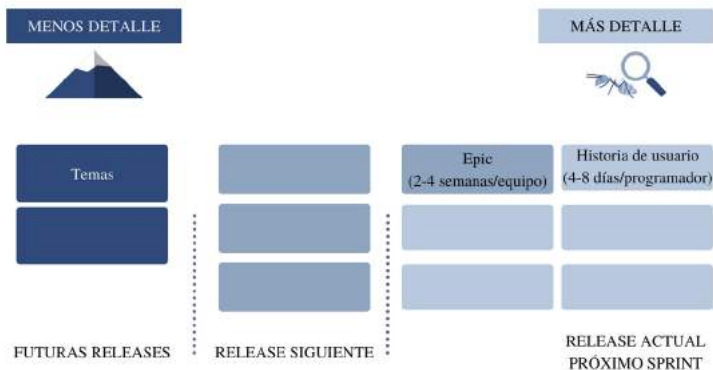 MENOS DETALLE
MÁS DETALLE
Temas
Epic
(2-4 semanas/equipo)
Historia de usuario
(4-8 días/programador)
FUTURAS RELEASES
RELEASE SIGUIENTE
RELEASE ACTUAL
PRÓXIMO SPRINT